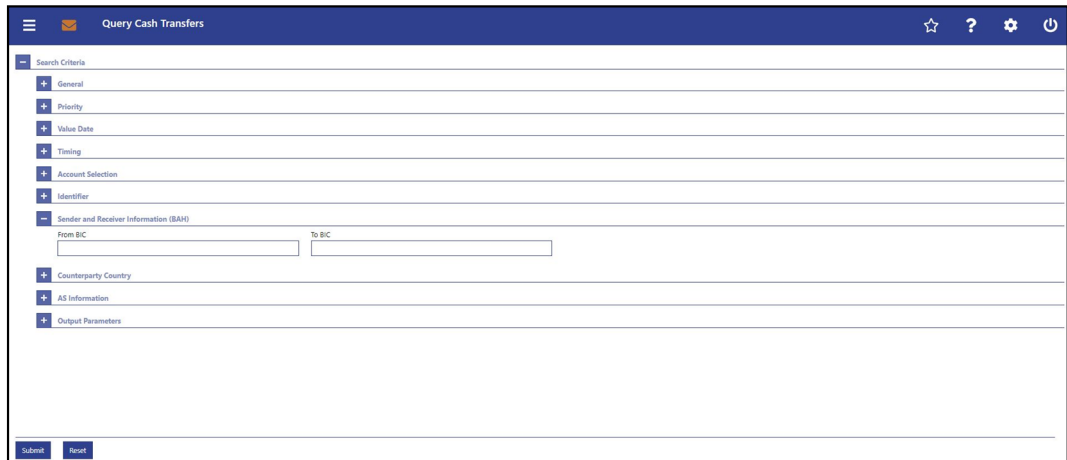 Query Cash Transfers
Search Criteria
General
Priority
Value Date
Timing
Account Selection
Identifier
Sender and Receiver Information (BAH)
From BIC To BIC
Counterparty Country
AS Information
Output Parameters
Submit Reset